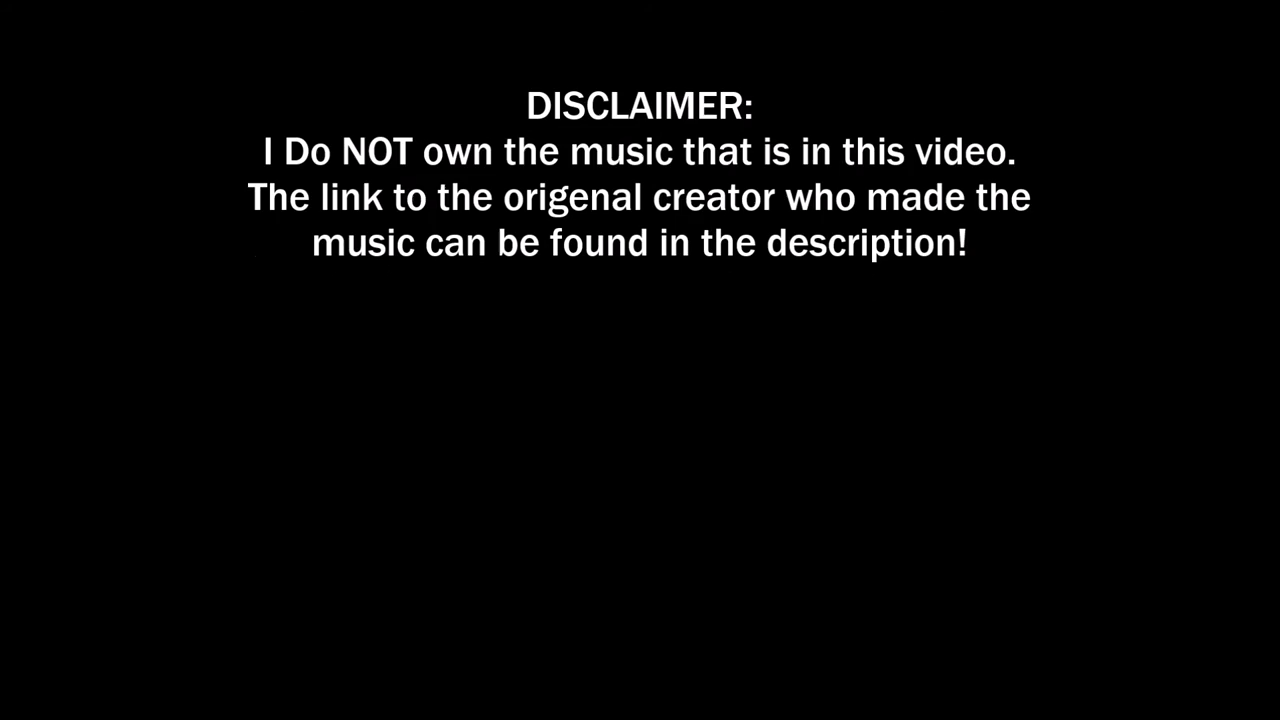 DISCLAIMER:
I Do NOT own the music that is in this video.
The link to the origenal creator who made the
music can be found in the description!